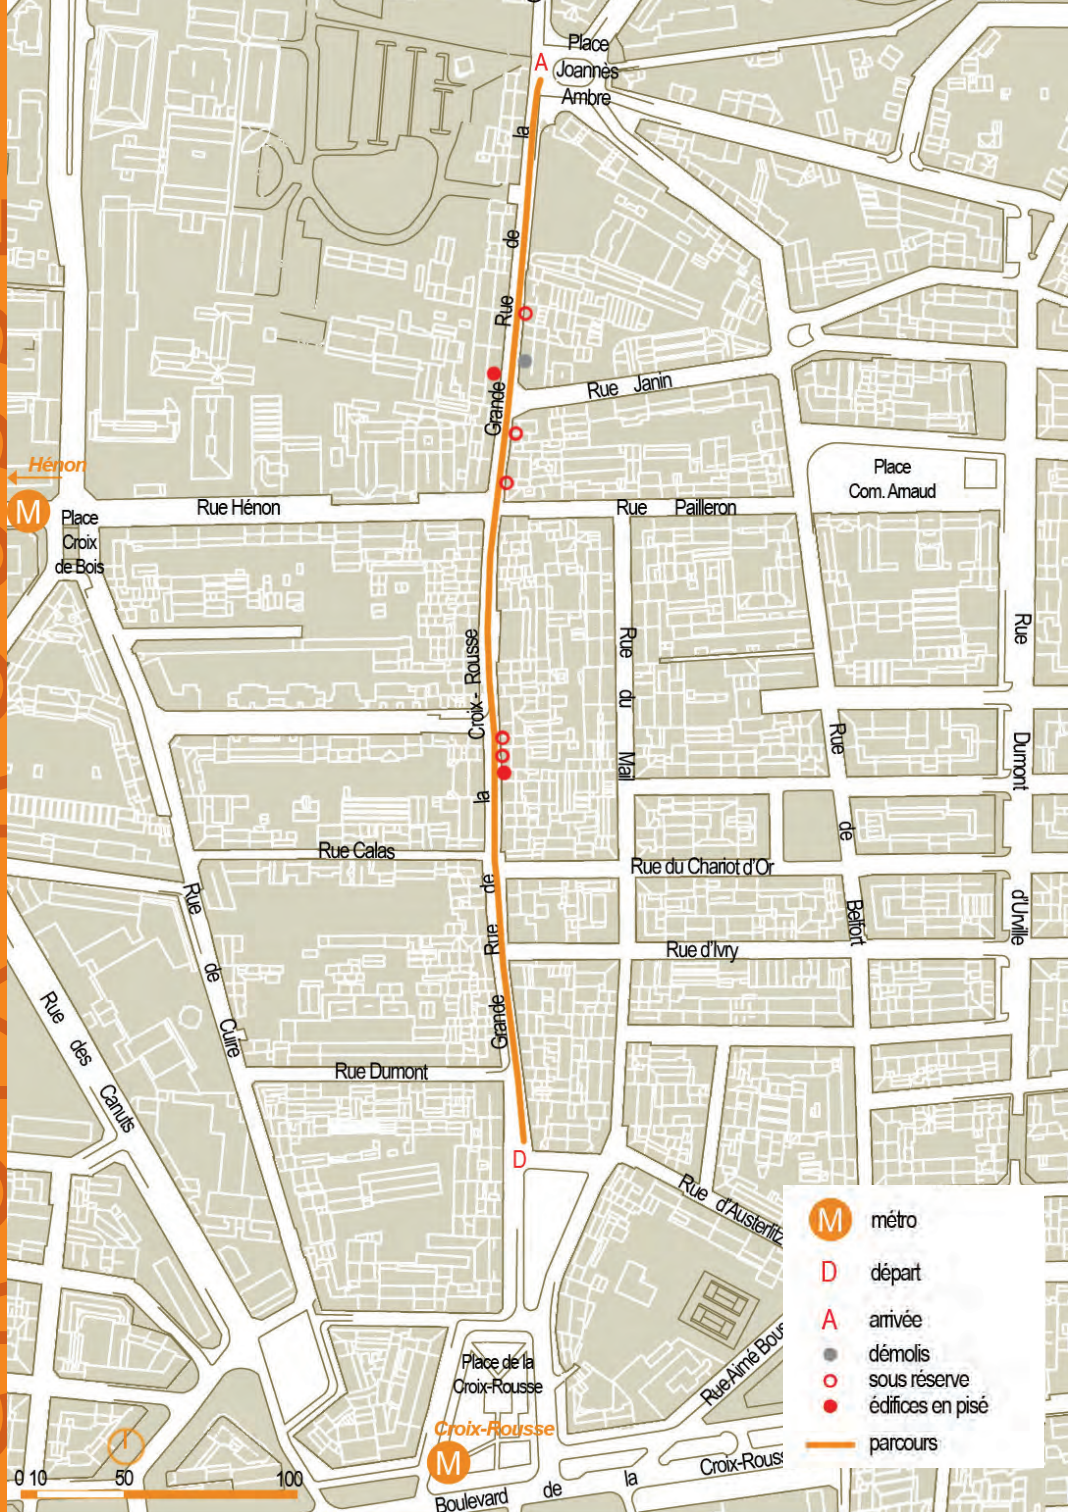 Place
Joannès
Ambre
A
Grande Rue de la
Rue Janin
Hénon
M
Place
Com. Arnaud
Rue Hénon
Rue Pailleron
Place
Croix
de Bois
Croix - Rousse
Rue du Mail
Rue Dumont d'Urville
Rue de Belfort
Grande Rue de la
Rue Calas
Rue du Chariot d'Or
Rue d'Ivry
Rue de Cuire
Rue des Canuts
Rue Dumont
D
Rue d'Austerlitz
M métro
D départ
A arrivée
démolis
sous réserve
édifices en pisé
parcours
Place de la
Croix-Rousse
Croix-Rousse
M
Rue Aimé Bous
Boulevard de la Croix-Rouss
0 10 50 100